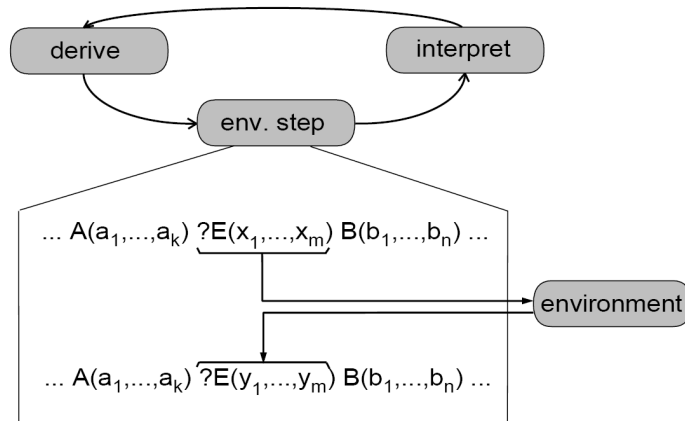 derive
interpret
env. step
... A(a₁,...,aₖ) ?E(x₁,...,xₘ) B(b₁,...,bₙ) ...
environment
... A(a₁,...,aₖ) ?E(y₁,...,yₘ) B(b₁,...,bₙ) ...